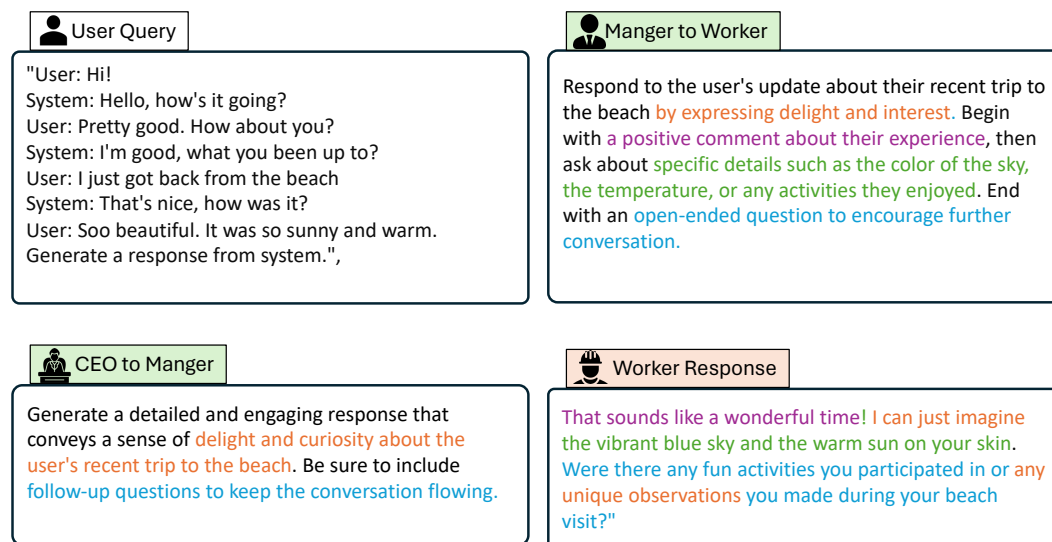 User Query
"User: Hi!
System: Hello, how's it going?
User: Pretty good. How about you?
System: I'm good, what you been up to?
User: I just got back from the beach
System: That's nice, how was it?
User: Soo beautiful. It was so sunny and warm.
Generate a response from system.",
Manger to Worker
Respond to the user's update about their recent trip to
the beach by expressing delight and interest. Begin
with a positive comment about their experience, then
ask about specific details such as the color of the sky,
the temperature, or any activities they enjoyed. End
with an open-ended question to encourage further
conversation.
CEO to Manger
Generate a detailed and engaging response that
conveys a sense of delight and curiosity about the
user's recent trip to the beach. Be sure to include
follow-up questions to keep the conversation flowing.
Worker Response
That sounds like a wonderful time! I can just imagine
the vibrant blue sky and the warm sun on your skin.
Were there any fun activities you participated in or any
unique observations you made during your beach
visit?"